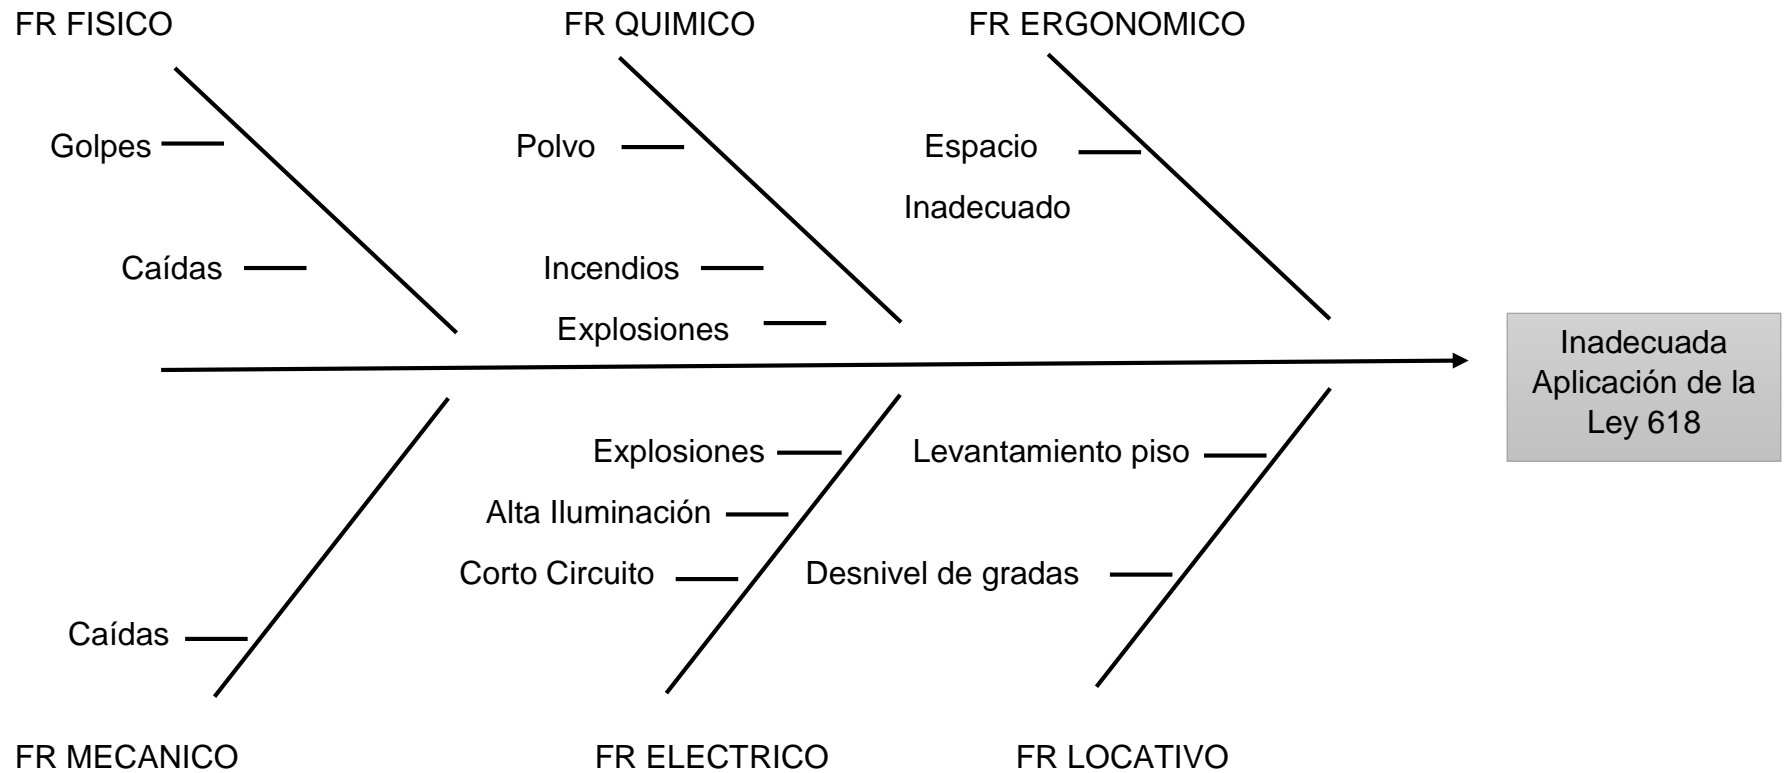 FR FISICO
FR QUIMICO
FR ERGONOMICO
Golpes
Polvo
Espacio
Inadecuado
Caídas
Incendios
Explosiones
Inadecuada
Aplicación de la
Ley 618
Explosiones
Levantamiento piso
Alta Iluminación
Corto Circuito
Desnivel de gradas
Caídas
FR MECANICO
FR ELECTRICO
FR LOCATIVO